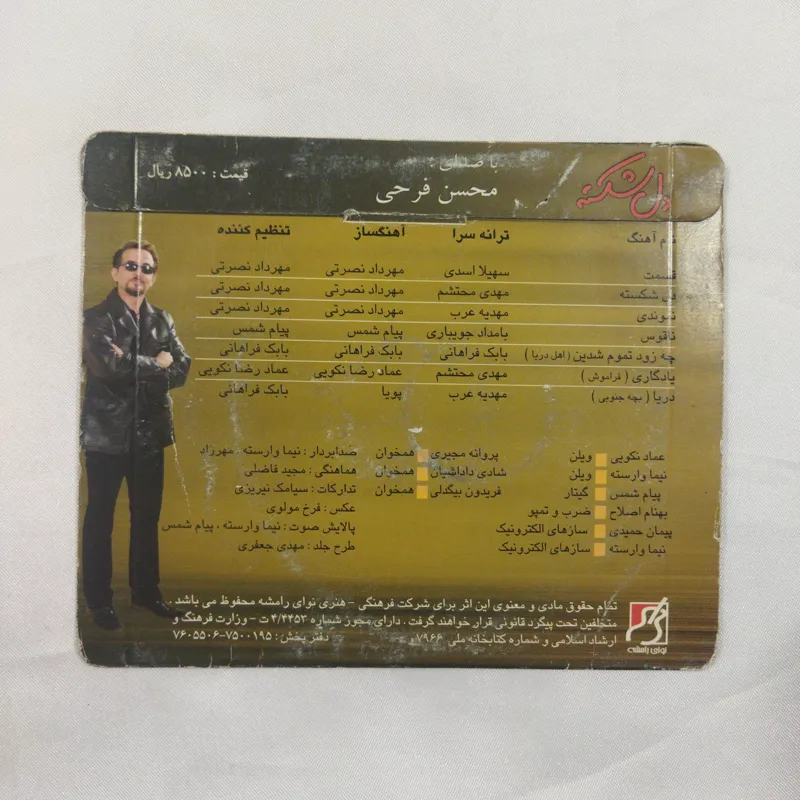 دل شکسته
با صدای :
محسن فرحی
قیمت : ۸۵۰۰ ریال
نام آهنگ ترانه سرا آهنگساز تنظیم کننده
قسمت سهیلا اسدی مهرداد نصرتی مهرداد نصرتی
دل شکسته مهدی محتشم مهرداد نصرتی مهرداد نصرتی
نموندی مهدیه عرب مهرداد نصرتی مهرداد نصرتی
ناقوس بامداد جویباری پیام شمس پیام شمس
چه زود تموم شدین ( اهل دریا ) بابک فراهانی بابک فراهانی بابک فراهانی
یادگاری ( فراموش ) مهدی محتشم عماد رضا نکویی عماد رضا نکویی
دریا ( بچه جنوبی ) مهدیه عرب پویا بابک فراهانی
عماد نکویی ویلن پروانه مجیری همخوان صدابردار : نیما وارسته ، مهرزاد
نیما وارسته ویلن شادی داداشیان همخوان هماهنگی : مجید فاضلی
پیام شمس گیتار فریدون بیگدلی همخوان تدارکات : سیامک نیریزی
بهنام اصلاح ضرب و تمپو عکس : فرخ مولوی
پیمان حمیدی سازهای الکترونیک پالایش صوت : نیما وارسته ، پیام شمس
نیما وارسته سازهای الکترونیک طرح جلد : مهدی جعفری
تمام حقوق مادی و معنوی این اثر برای شرکت فرهنگی - هنری نوای رامشه محفوظ می باشد ...
متخلفین تحت پیگرد قانونی قرار خواهند گرفت . دارای مجوز شماره ۴/۴۴۵۳ ت - وزارت فرهنگ و
ارشاد اسلامی و شماره کتابخانه ملی ۷۹۶۶ دفتر پخش : ۷۵۰۰۱۹۵-۷۶۰۵۵۰۶
نوای رامشه